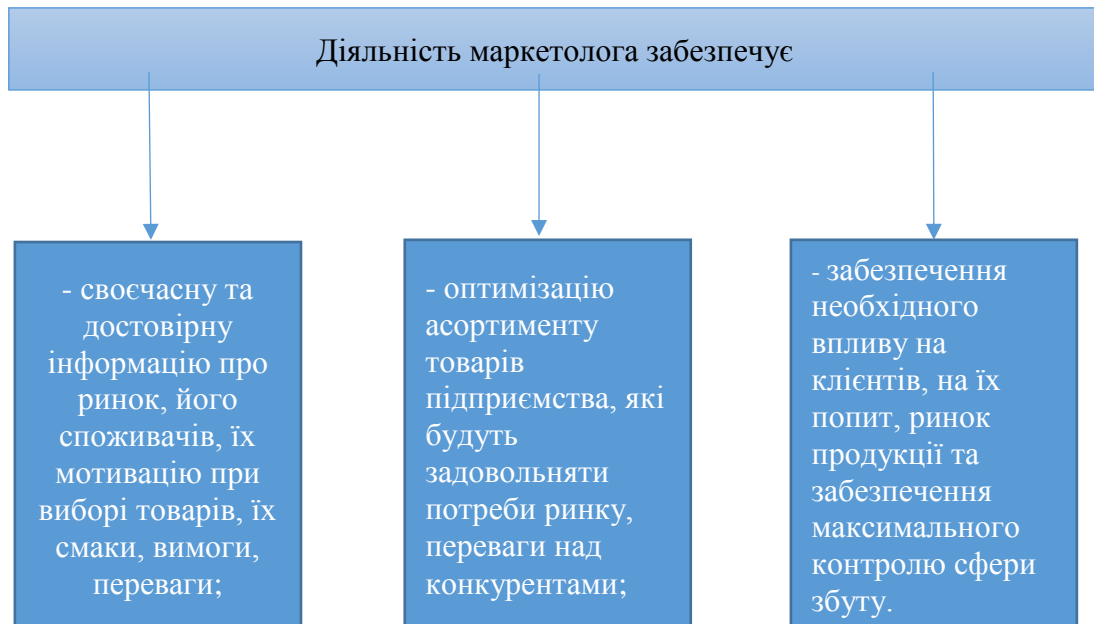 Діяльність маркетолога забезпечує
- своєчасну та
достовірну
інформацію про
ринок, його
споживачів, їх
мотивацію при
виборі товарів, їх
смаки, вимоги,
переваги;
- оптимізацію
асортименту
товарів
підприємства, які
будуть
задовольняти
потреби ринку,
переваги над
конкурентами;
- забезпечення
необхідного
впливу на
клієнтів, на їх
попит, ринок
продукції та
забезпечення
максимального
контролю сфери
збуту.